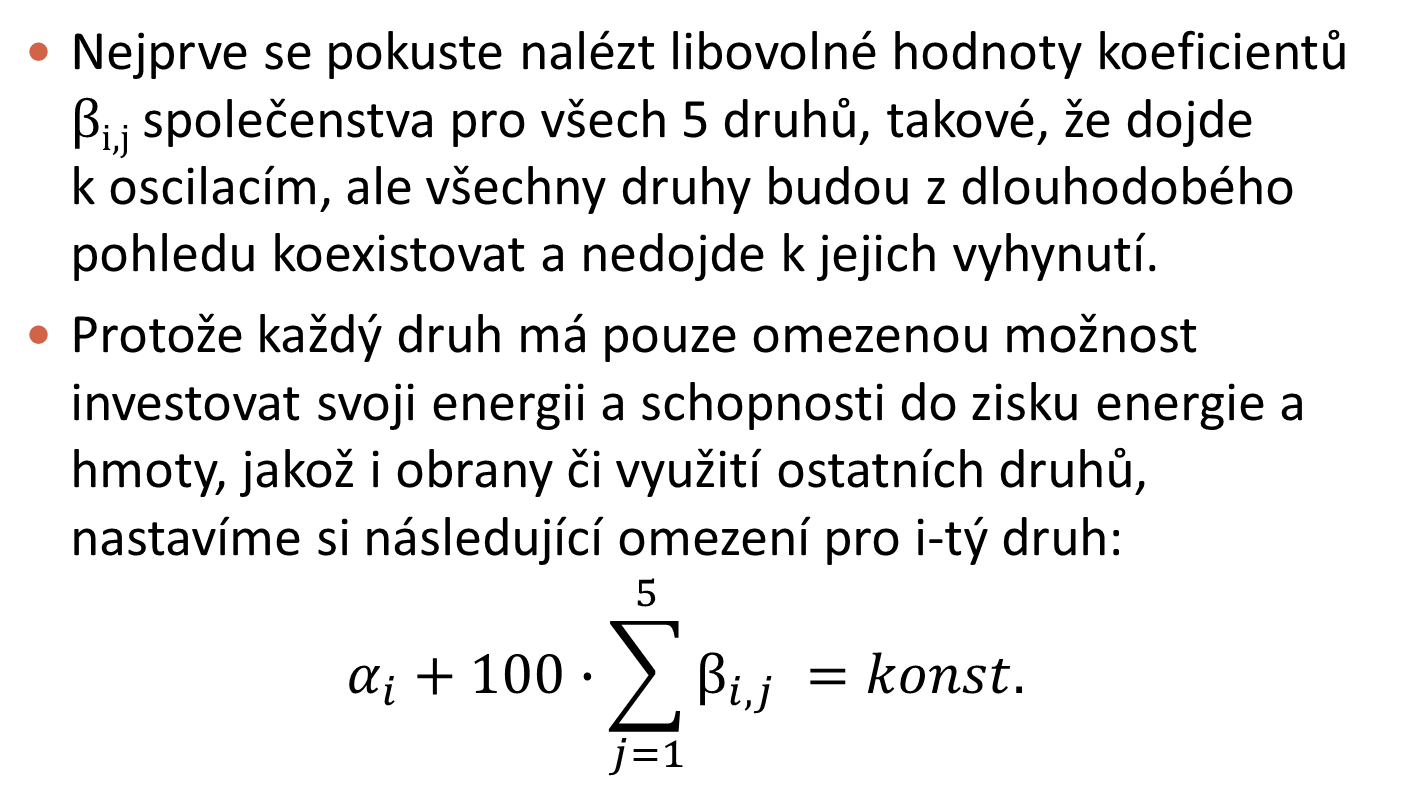 • Nejprve se pokuste nalézt libovolné hodnoty koeficientů
βi,j společenstva pro všech 5 druhů, takové, že dojde
k oscilacím, ale všechny druhy budou z dlouhodobého
pohledu koexistovat a nedojde k jejich vyhynutí.
• Protože každý druh má pouze omezenou možnost
investovat svoji energii a schopnosti do zisku energie a
hmoty, jakož i obrany či využití ostatních druhů,
nastavíme si následující omezení pro i-tý druh:
5
αi + 100 · ∑ βi,j = konst.
j=1